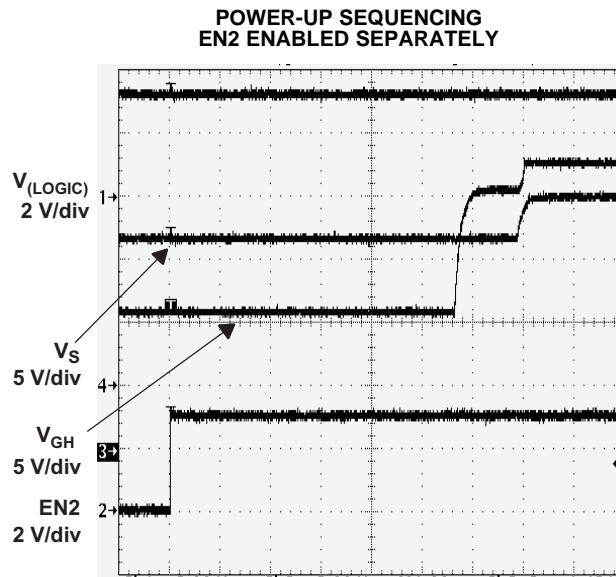 POWER-UP SEQUENCING
EN2 ENABLED SEPARATELY
V(LOGIC)
2 V/div
1
VS
5 V/div
4
VGH
5 V/div
3
EN2
2 V/div
2